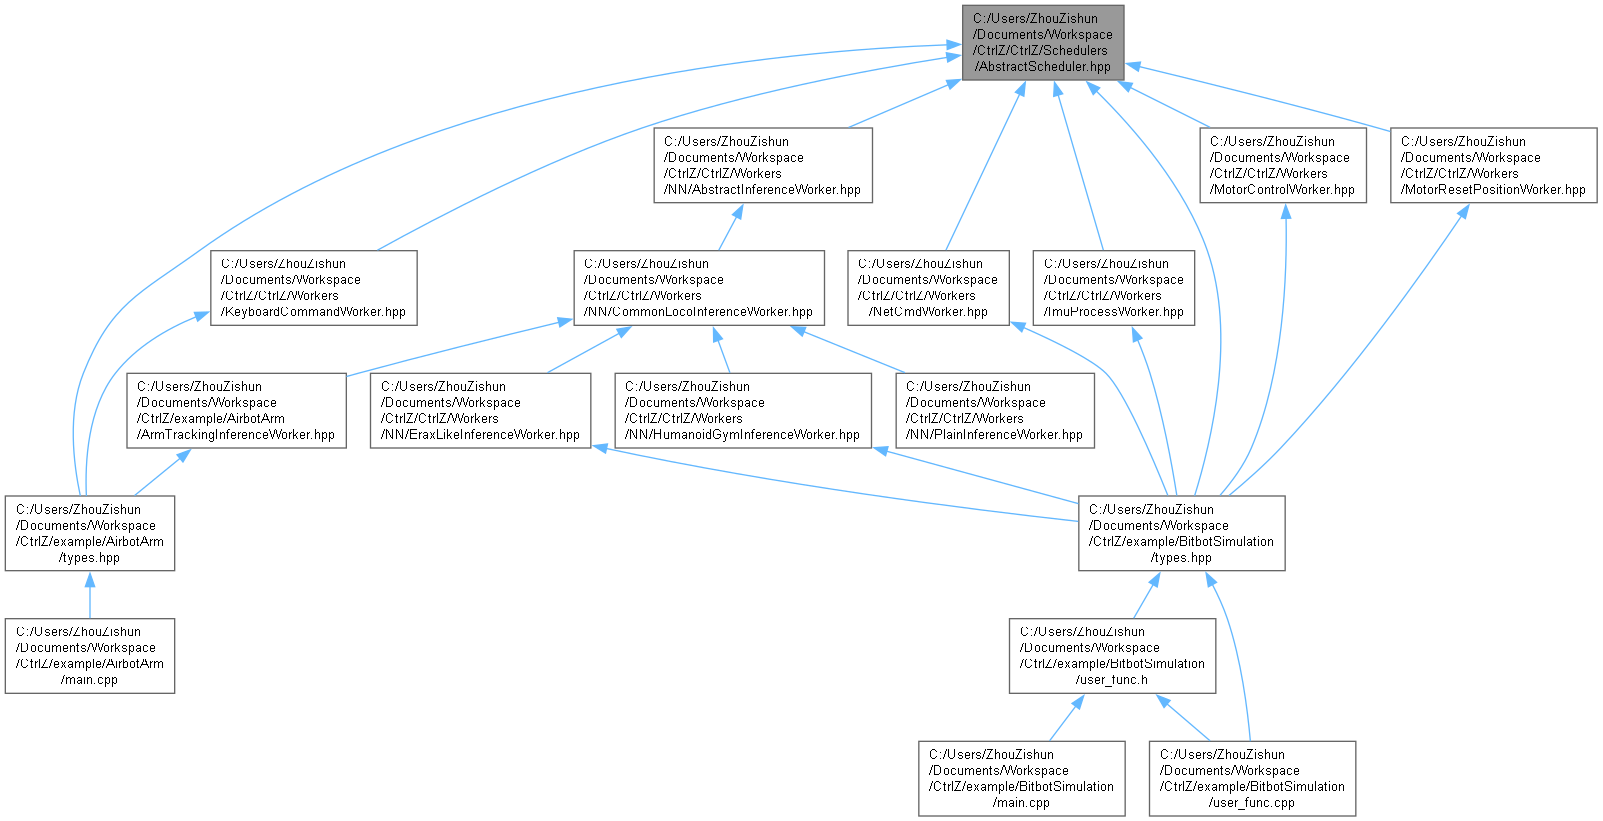 C:/Users/ZhouZishun
/Documents/Workspace
/CtrlZ/CtrlZ/Schedulers
/AbstractScheduler.hpp
C:/Users/ZhouZishun
/Documents/Workspace
/CtrlZ/CtrlZ/Workers
/NN/AbstractInferenceWorker.hpp
C:/Users/ZhouZishun
/Documents/Workspace
/CtrlZ/CtrlZ/Workers
/MotorControlWorker.hpp
C:/Users/ZhouZishun
/Documents/Workspace
/CtrlZ/CtrlZ/Workers
/MotorResetPositionWorker.hpp
C:/Users/ZhouZishun
/Documents/Workspace
/CtrlZ/CtrlZ/Workers
/KeyboardCommandWorker.hpp
C:/Users/ZhouZishun
/Documents/Workspace
/CtrlZ/CtrlZ/Workers
/NN/CommonLocoInferenceWorker.hpp
C:/Users/ZhouZishun
/Documents/Workspace
/CtrlZ/CtrlZ/Workers
/NetCmdWorker.hpp
C:/Users/ZhouZishun
/Documents/Workspace
/CtrlZ/CtrlZ/Workers
/ImuProcessWorker.hpp
C:/Users/ZhouZishun
/Documents/Workspace
/CtrlZ/example/AirbotArm
/ArmTrackingInferenceWorker.hpp
C:/Users/ZhouZishun
/Documents/Workspace
/CtrlZ/CtrlZ/Workers
/NN/EraxLikeInferenceWorker.hpp
C:/Users/ZhouZishun
/Documents/Workspace
/CtrlZ/CtrlZ/Workers
/NN/HumanoidGymInferenceWorker.hpp
C:/Users/ZhouZishun
/Documents/Workspace
/CtrlZ/CtrlZ/Workers
/NN/PlainInferenceWorker.hpp
C:/Users/ZhouZishun
/Documents/Workspace
/CtrlZ/example/AirbotArm
/types.hpp
C:/Users/ZhouZishun
/Documents/Workspace
/CtrlZ/example/BitbotSimulation
/types.hpp
C:/Users/ZhouZishun
/Documents/Workspace
/CtrlZ/example/AirbotArm
/main.cpp
C:/Users/ZhouZishun
/Documents/Workspace
/CtrlZ/example/BitbotSimulation
/user_func.h
C:/Users/ZhouZishun
/Documents/Workspace
/CtrlZ/example/BitbotSimulation
/main.cpp
C:/Users/ZhouZishun
/Documents/Workspace
/CtrlZ/example/BitbotSimulation
/user_func.cpp